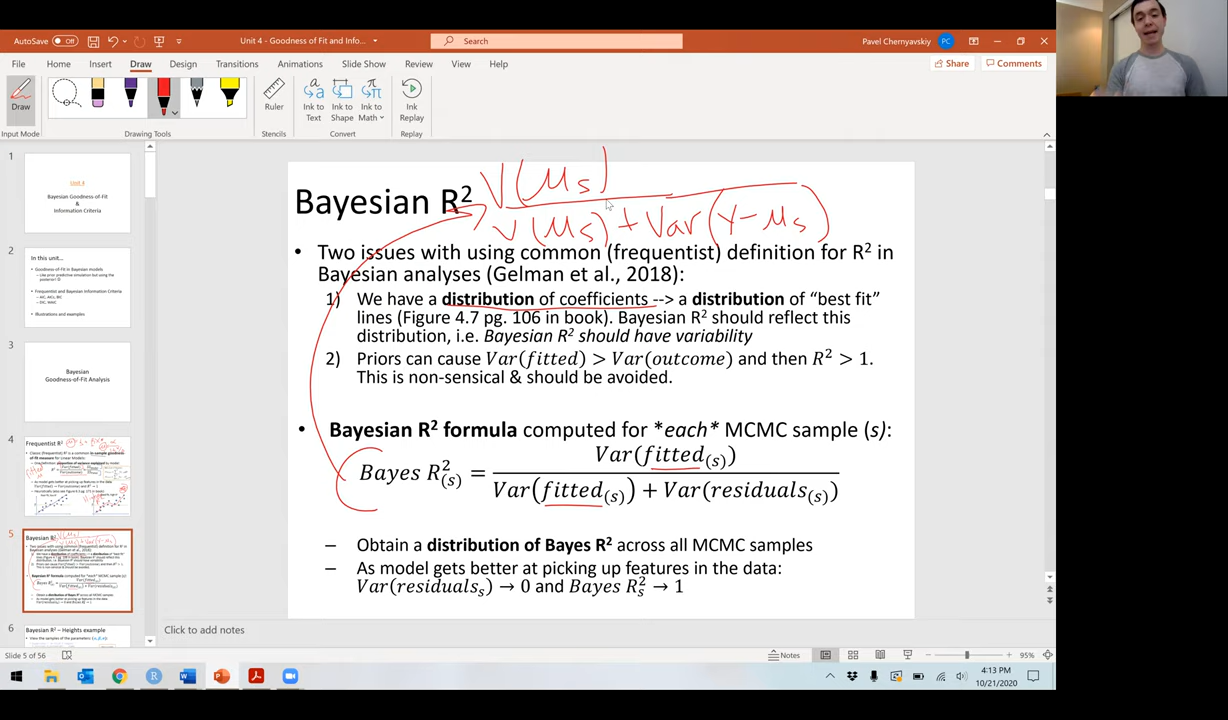 AutoSave Off Unit 4 - Goodness of Fit and Info... Search Pavel Chernyavskiy PC
File Home Insert Draw Design Transitions Animations Slide Show Review View Help Share Comments
Draw Ruler Ink to Text Ink to Shape Ink to Math Ink Replay
Input Mode Drawing Tools Stencils Convert Replay
1
Unit 4
Bayesian Goodness-of-Fit
&
Information Criteria
2
In this unit...
3
Bayesian
Goodness-of-Fit Analysis
4
Frequentist R²
5
6
Bayesian R² – Heights example
V(μs)
V(μs) + Var(Y-μs)
Bayesian R²
• Two issues with using common (frequentist) definition for R² in
Bayesian analyses (Gelman et al., 2018):
1) We have a distribution of coefficients --> a distribution of “best fit”
lines (Figure 4.7 pg. 106 in book). Bayesian R² should reflect this
distribution, i.e. Bayesian R² should have variability
2) Priors can cause Var(fitted) > Var(outcome) and then R² > 1.
This is non-sensical & should be avoided.
• Bayesian R² formula computed for *each* MCMC sample (s):
Var(fitted(s))
Bayes R²(s) =
Var(fitted(s)) + Var(residuals(s))
– Obtain a distribution of Bayes R² across all MCMC samples
– As model gets better at picking up features in the data:
Var(residualss) → 0 and Bayes R²s → 1
Click to add notes
Slide 5 of 56 Notes 95%
4:13 PM
10/21/2020